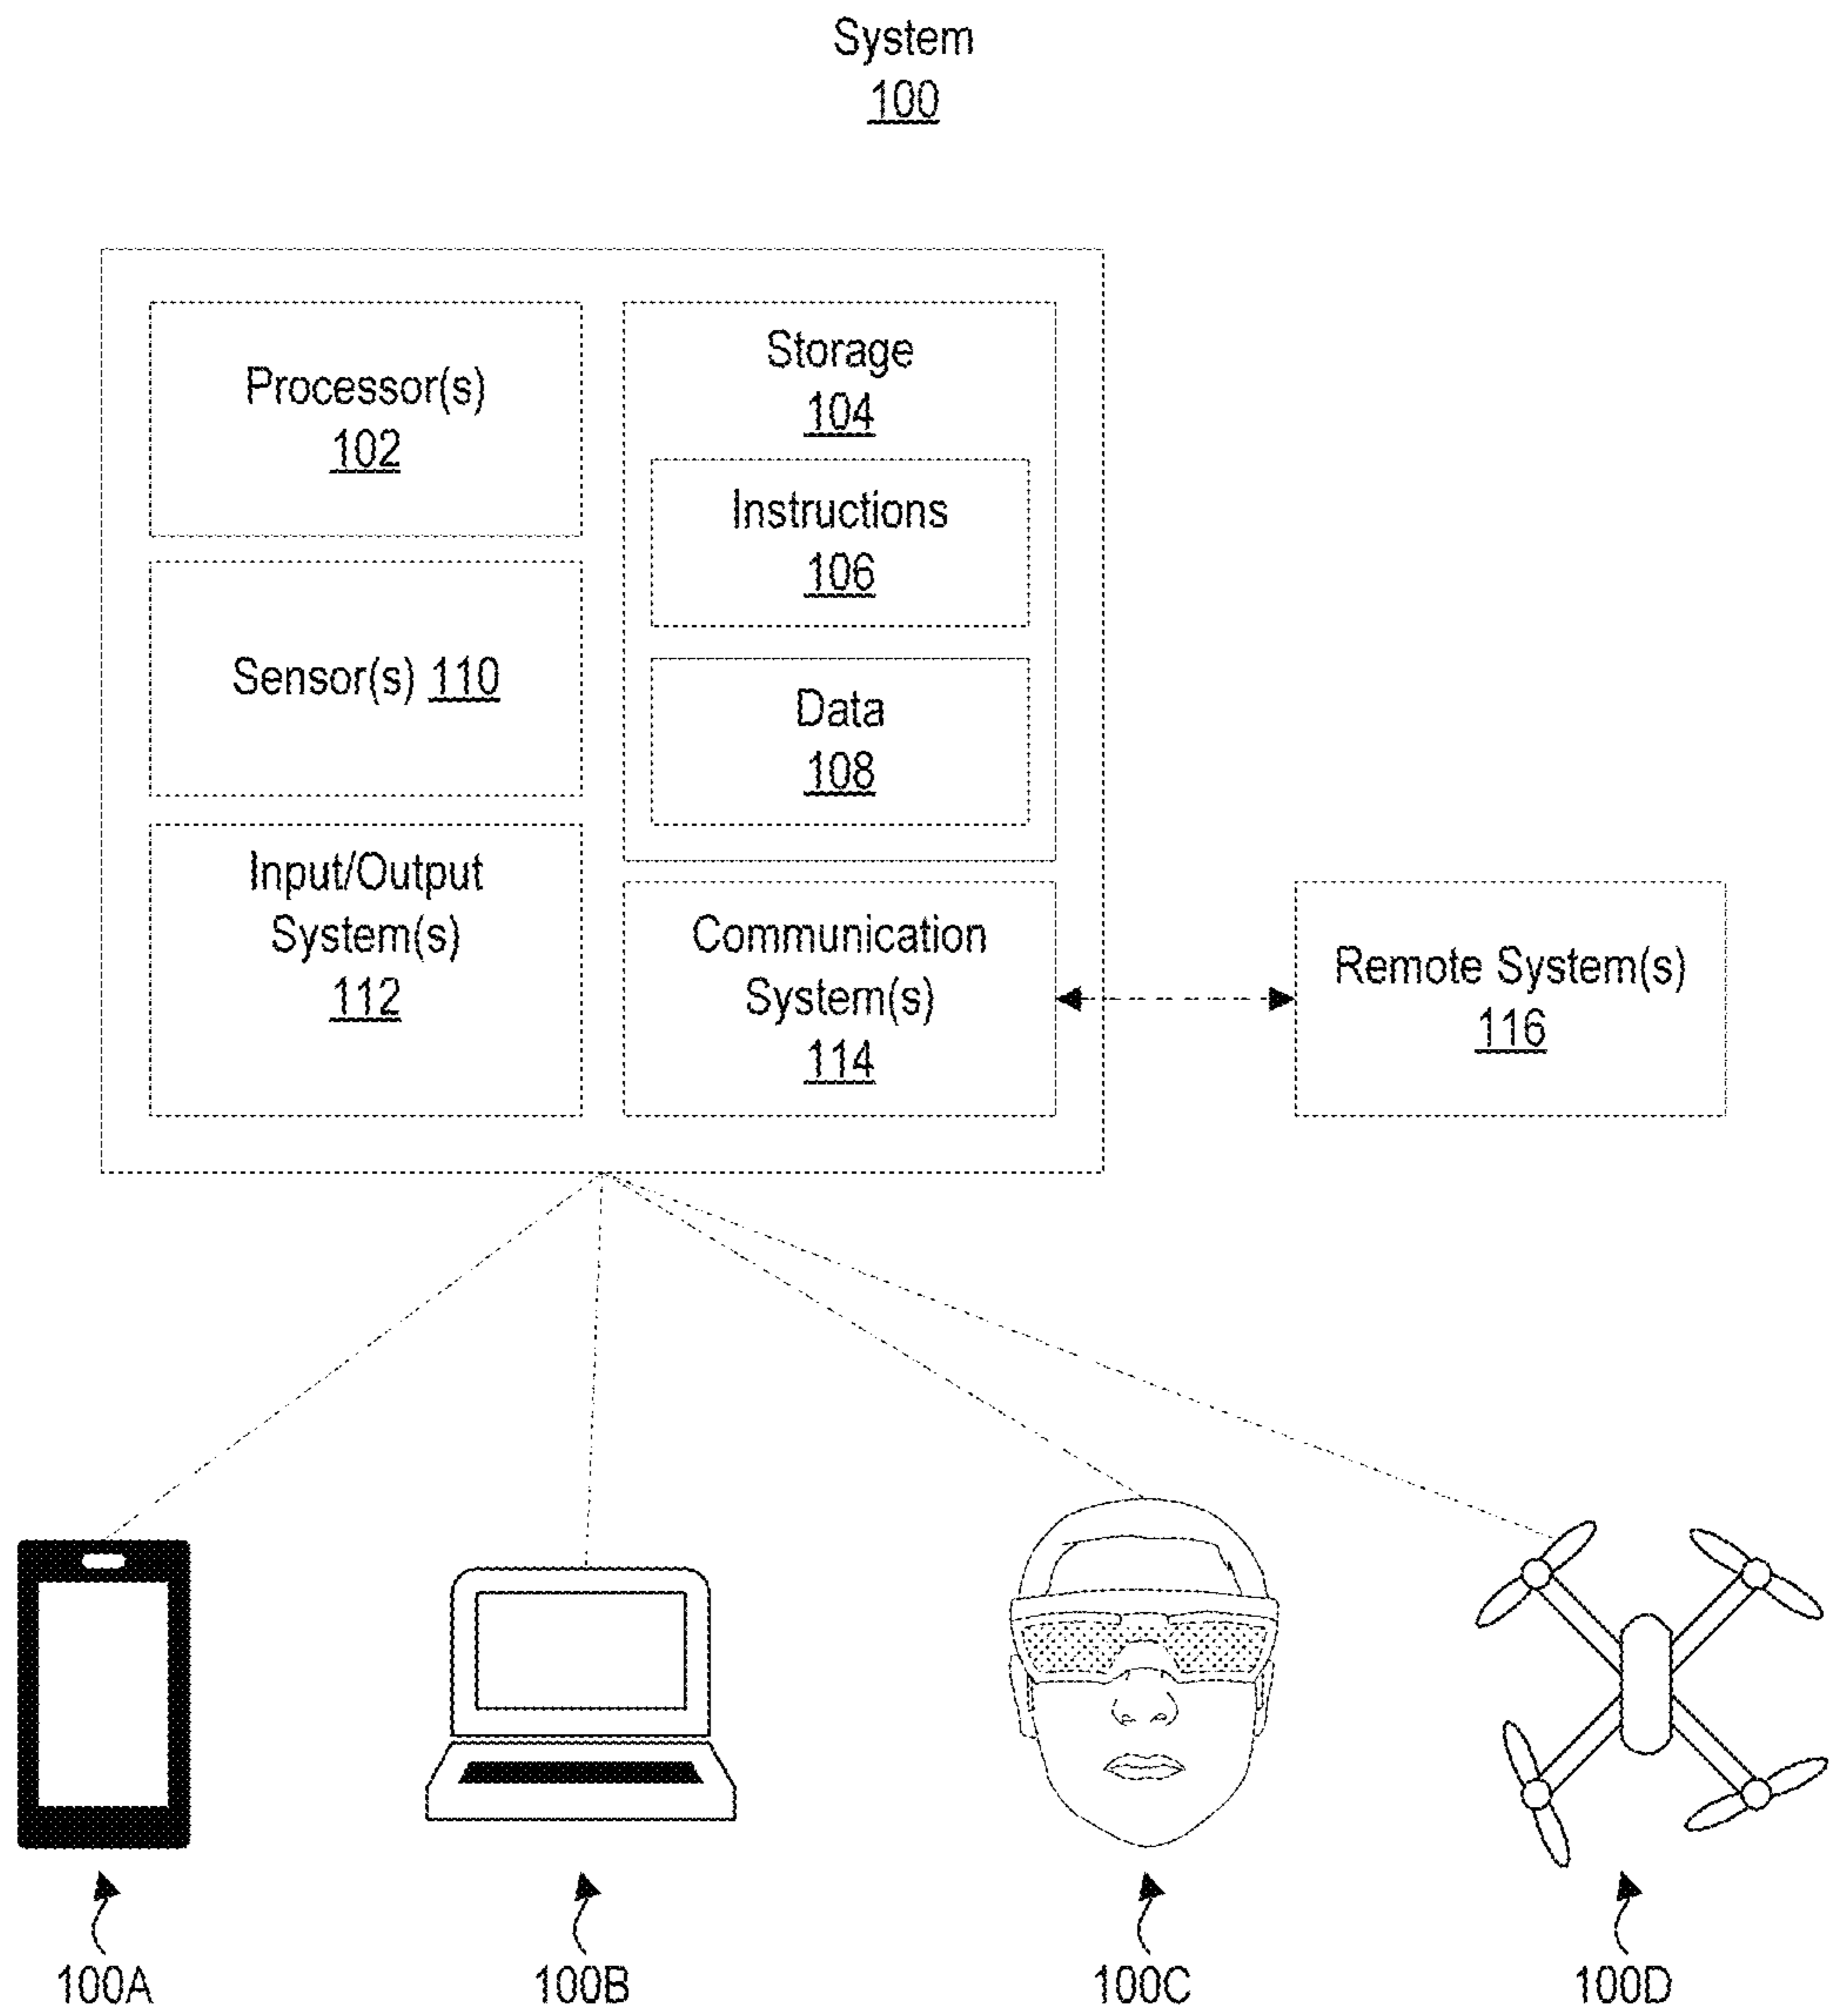 System
100
Processor(s)
102
Storage
104
Instructions
106
Sensor(s) 110
Data
108
Input/Output
System(s)
112
Communication
System(s)
114
Remote System(s)
116
100A
100B
100C
100D